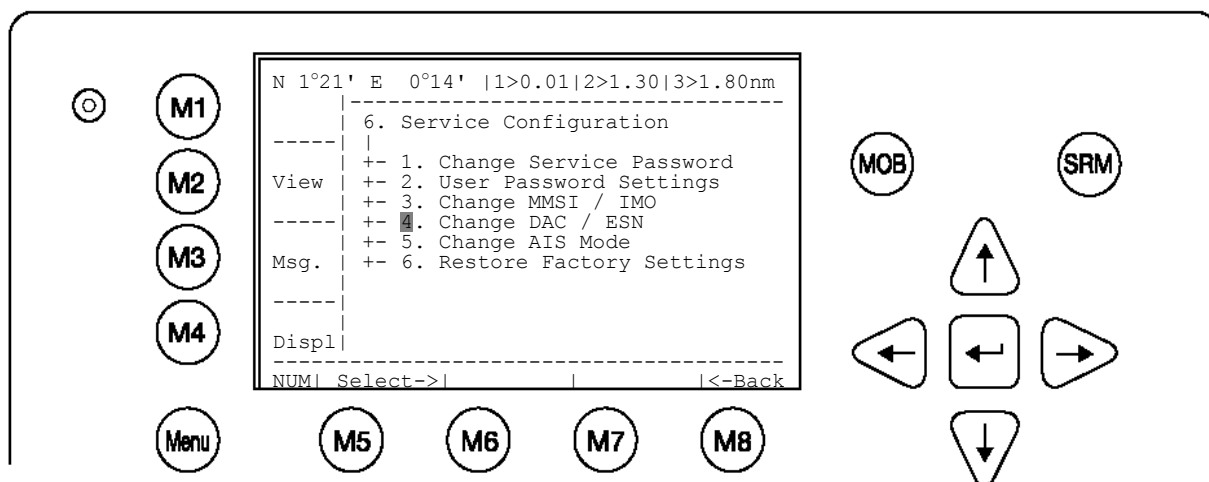 N 1°21' E 0°14' |1>0.01|2>1.30|3>1.80nm
6. Service Configuration
+- 1. Change Service Password
+- 2. User Password Settings
+- 3. Change MMSI / IMO
+- 4. Change DAC / ESN
+- 5. Change AIS Mode
+- 6. Restore Factory Settings
View
Msg.
Displ
NUM| Select->| | |<-Back
M1
M2
M3
M4
Menu
M5
M6
M7
M8
MOB
SRM